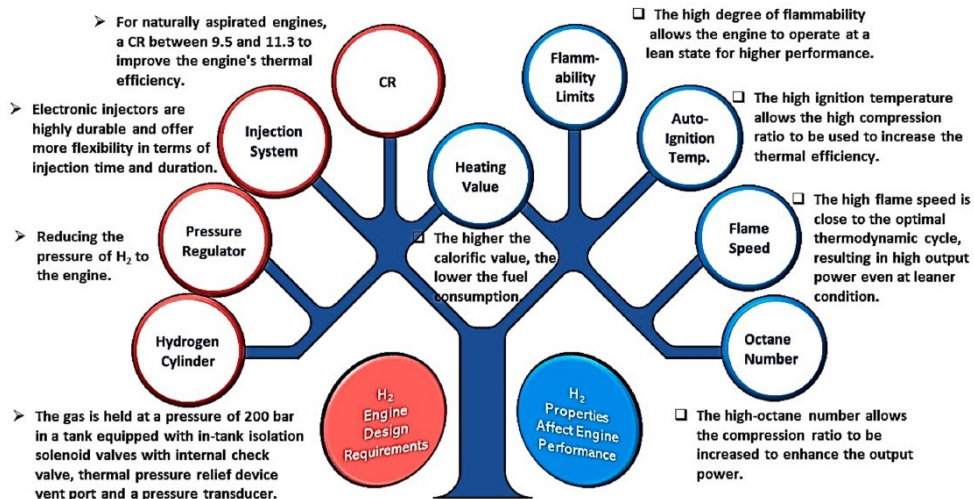 ➢ For naturally aspirated engines,
a CR between 9.5 and 11.3 to
improve the engine's thermal
efficiency.
CR
Flamm-
ability
Limits
❑ The high degree of flammability
allows the engine to operate at a
lean state for higher performance.
➢ Electronic injectors are
highly durable and offer
more flexibility in terms of
injection time and duration.
Injection
System
Heating
Value
❑ The higher the
calorific value, the
lower the fuel
consumption.
Auto-
Ignition
Temp.
❑ The high ignition temperature
allows the high compression
ratio to be used to increase the
thermal efficiency.
➢ Reducing the
pressure of H₂ to
the engine.
Pressure
Regulator
Flame
Speed
❑ The high flame speed is
close to the optimal
thermodynamic cycle,
resulting in high output
power even at leaner
condition.
Hydrogen
Cylinder
Octane
Number
➢ The gas is held at a pressure of 200 bar
in a tank equipped with in-tank isolation
solenoid valves with internal check
valve, thermal pressure relief device
vent port and a pressure transducer.
H₂
Engine
Design
Requirements
H₂
Properties
Affect Engine
Performance
❑ The high-octane number allows
the compression ratio to be
increased to enhance the output
power.